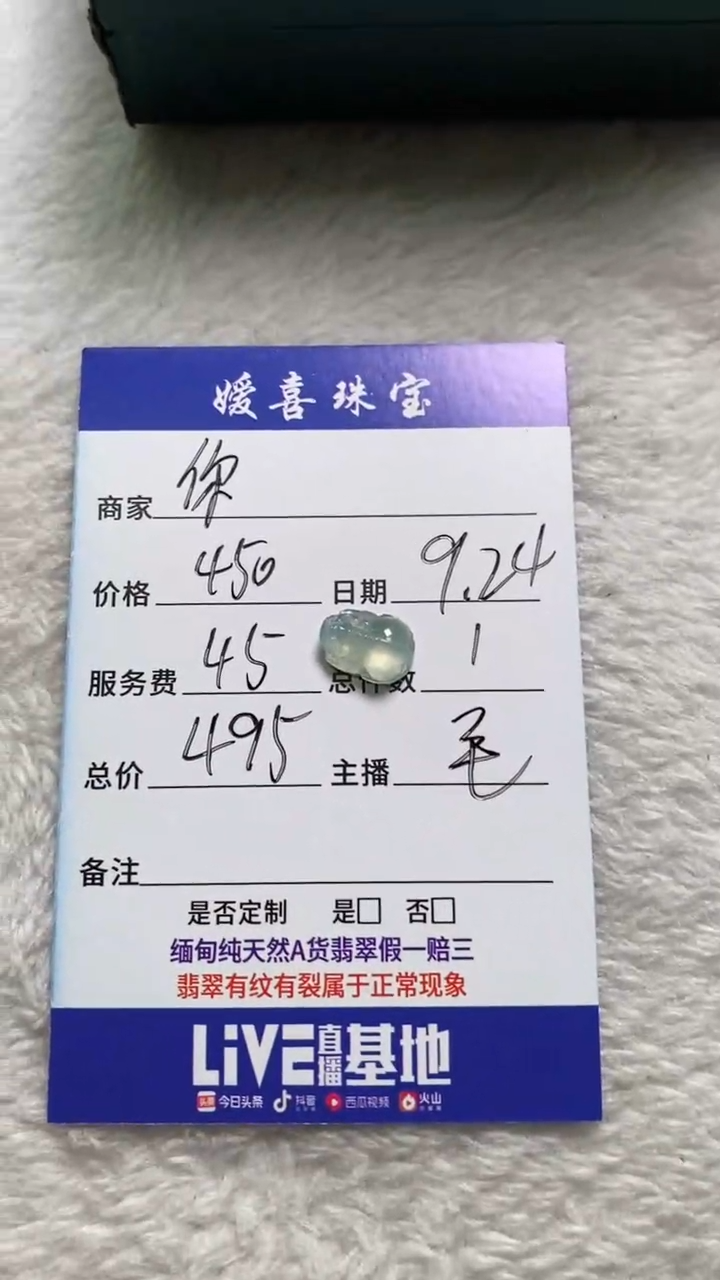 媛喜珠宝
商家 你
价格 450 日期 9.24
服务费 45 总件数 1
总价 495 主播
备注
是否定制 是□ 否□
缅甸纯天然A货翡翠假一赔三
翡翠有纹有裂属于正常现象
LiVE直播基地
头条 今日头条 抖音 西瓜视频 火山